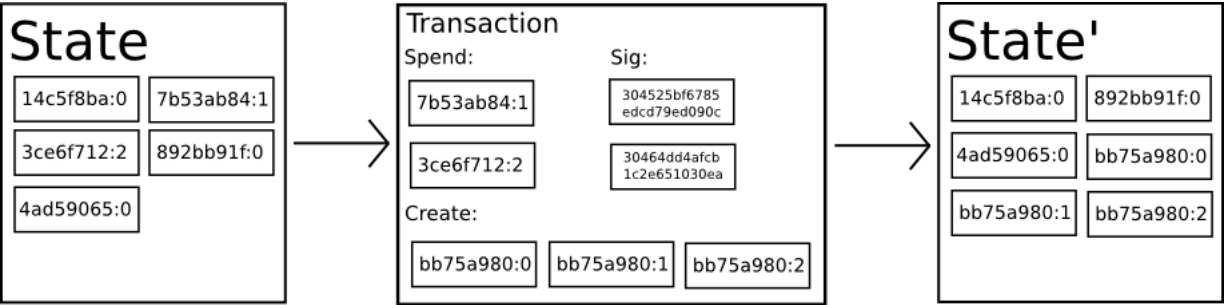 State
14c5f8ba:0 7b53ab84:1
3ce6f712:2 892bb91f:0
4ad59065:0
Transaction
Spend: Sig:
7b53ab84:1 304525bf6785
edcd79ed090c
3ce6f712:2 30464dd4afcb
1c2e651030ea
Create:
bb75a980:0 bb75a980:1 bb75a980:2
State'
14c5f8ba:0 892bb91f:0
4ad59065:0 bb75a980:0
bb75a980:1 bb75a980:2